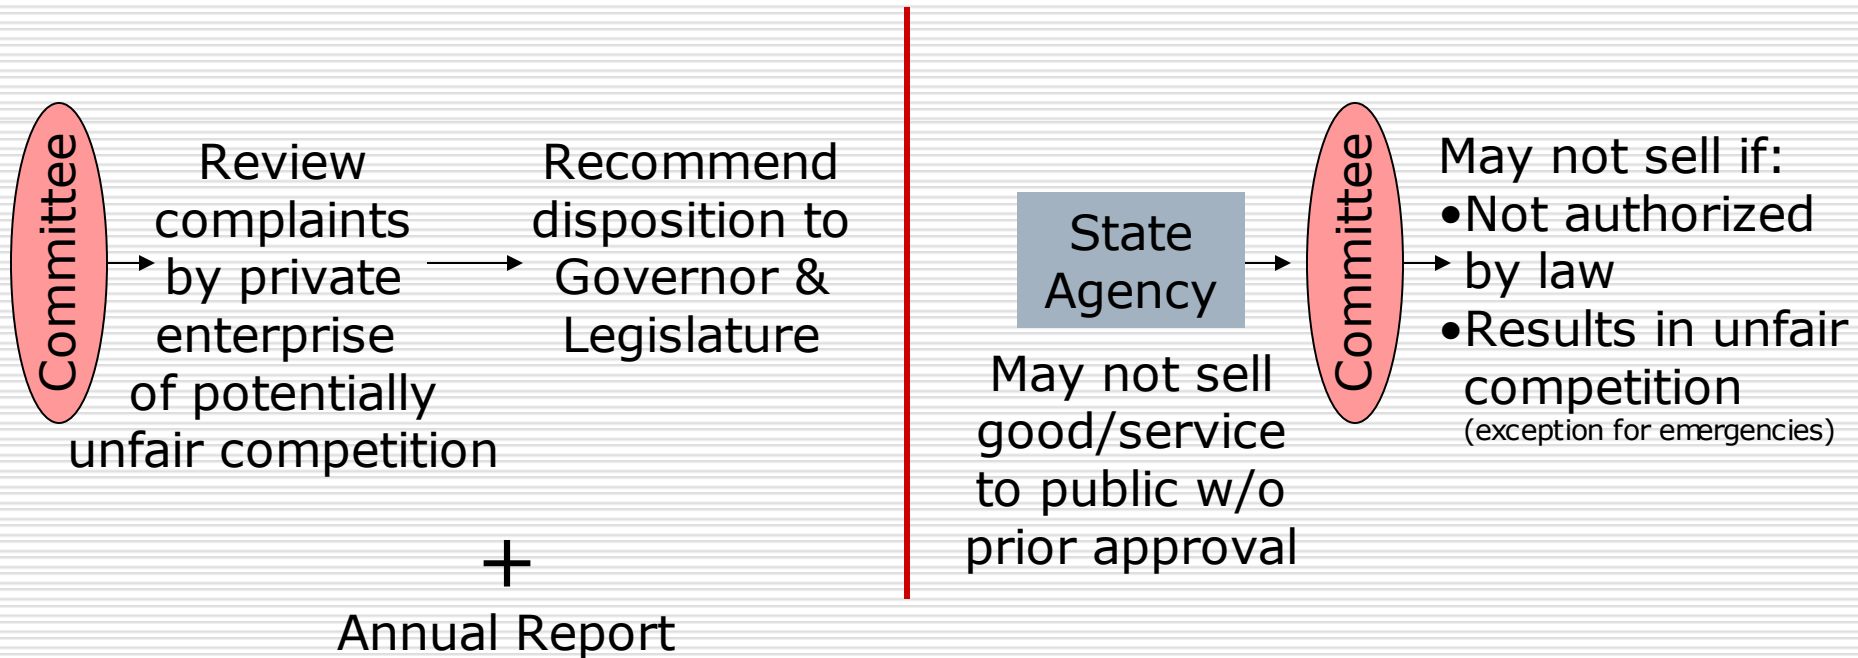 Committee
Review
complaints
by private
enterprise
of potentially
unfair competition
Recommend
disposition to
Governor &
Legislature
+
Annual Report
State
Agency
May not sell
good/service
to public w/o
prior approval
Committee
May not sell if:
•Not authorized
by law
•Results in unfair
competition
(exception for emergencies)